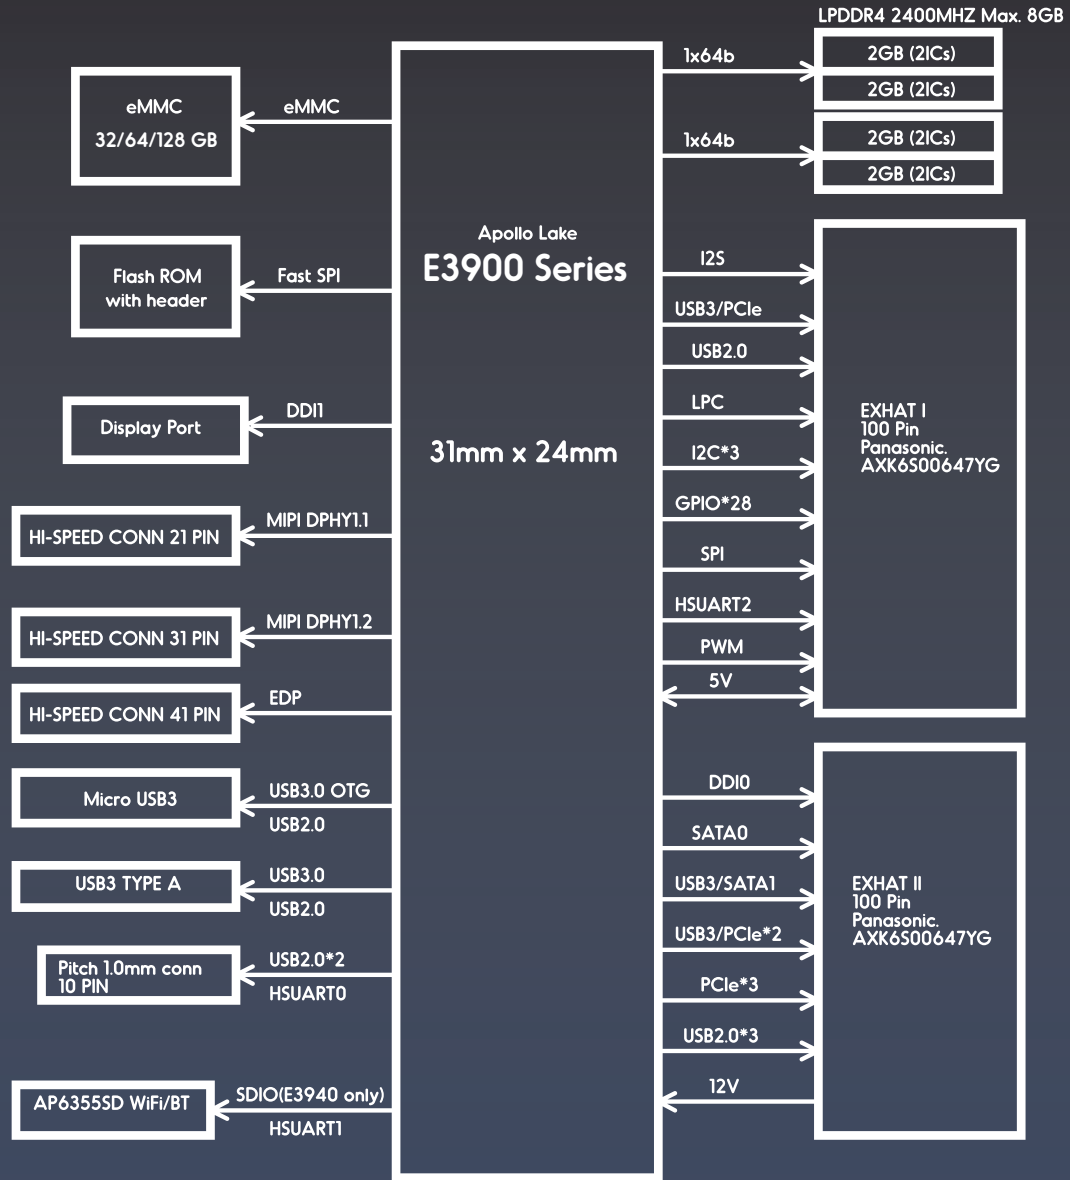 LPDDR4 2400MHZ Max. 8GB
1x64b
2GB (2ICs)
2GB (2ICs)
1x64b
2GB (2ICs)
2GB (2ICs)
eMMC
32/64/128 GB
eMMC
Flash ROM
with header
Fast SPI
Display Port
DDI1
HI-SPEED CONN 21 PIN
MIPI DPHY1.1
HI-SPEED CONN 31 PIN
MIPI DPHY1.2
HI-SPEED CONN 41 PIN
EDP
Micro USB3
USB3.0 OTG
USB2.0
USB3 TYPE A
USB3.0
USB2.0
Pitch 1.0mm conn
10 PIN
USB2.0*2
HSUART0
AP6355SD WiFi/BT
SDIO(E3940 only)
HSUART1
Apollo Lake
E3900 Series
31mm x 24mm
I2S
USB3/PCIe
USB2.0
LPC
I2C*3
GPIO*28
SPI
HSUART2
PWM
5V
EXHAT I
100 Pin
Panasonic.
AXK6S00647YG
DDI0
SATA0
USB3/SATA1
USB3/PCIe*2
PCIe*3
USB2.0*3
12V
EXHAT II
100 Pin
Panasonic.
AXK6S00647YG